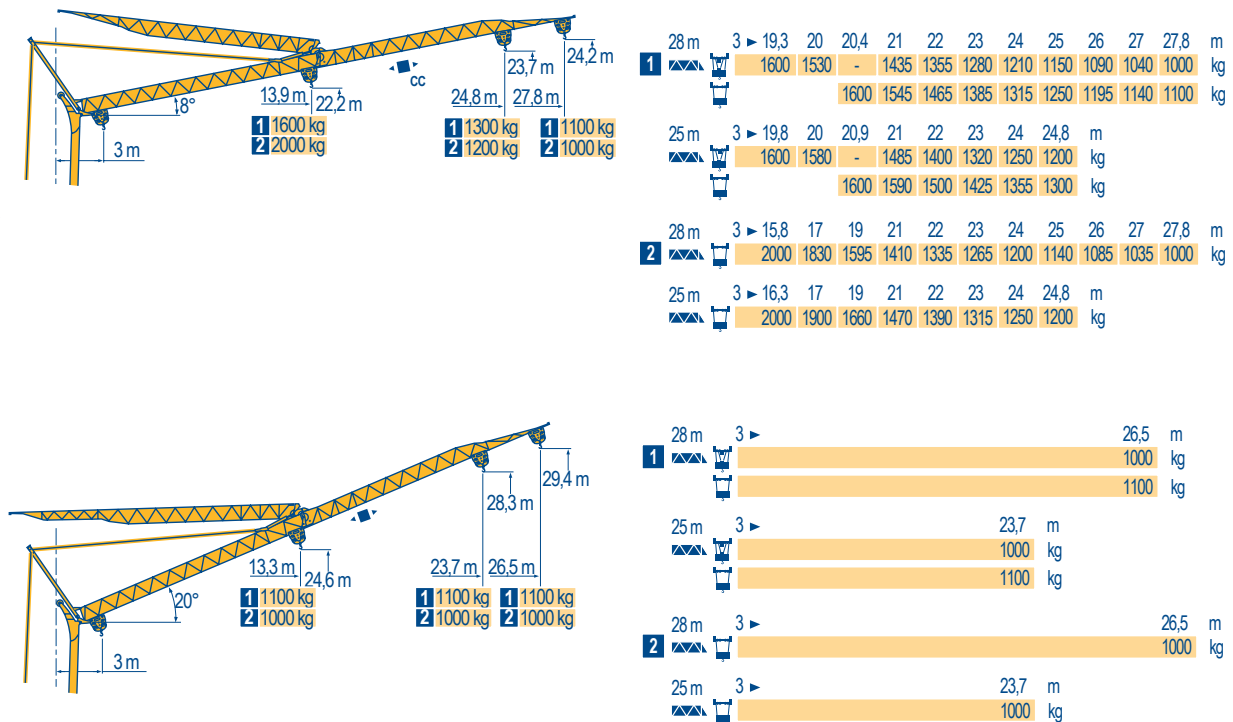 24,2 m
23,7 m
cc
13,9 m
22,2 m
24,8 m
27,8 m
8°
3 m
1 1600 kg
2 2000 kg
1 1300 kg
2 1200 kg
1 1100 kg
2 1000 kg
28 m 3 ► 19,3 20 20,4 21 22 23 24 25 26 27 27,8 m
1 1600 1530 - 1435 1355 1280 1210 1150 1090 1040 1000 kg
1600 1545 1465 1385 1315 1250 1195 1140 1100 kg
25 m 3 ► 19,8 20 20,9 21 22 23 24 24,8 m
1600 1580 - 1485 1400 1320 1250 1200 kg
1600 1590 1500 1425 1355 1300 kg
28 m 3 ► 15,8 17 19 21 22 23 24 25 26 27 27,8 m
2 2000 1830 1595 1410 1335 1265 1200 1140 1085 1035 1000 kg
25 m 3 ► 16,3 17 19 21 22 23 24 24,8 m
2000 1900 1660 1470 1390 1315 1250 1200 kg
29,4 m
28,3 m
13,3 m
24,6 m
23,7 m
26,5 m
20°
3 m
1 1100 kg
2 1000 kg
1 1100 kg
2 1000 kg
1 1100 kg
2 1000 kg
28 m 3 ► 26,5 m
1 1000 kg
1100 kg
25 m 3 ► 23,7 m
1000 kg
1100 kg
28 m 3 ► 26,5 m
2 1000 kg
25 m 3 ► 23,7 m
1000 kg